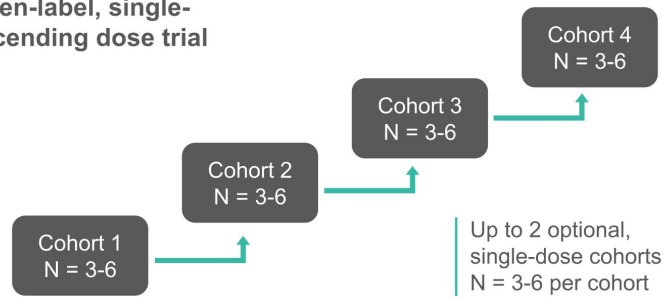 en-label, single-
cending dose trial
Cohort 4
N = 3-6
Cohort 3
N = 3-6
Cohort 2
N = 3-6
Cohort 1
N = 3-6
Up to 2 optional,
single-dose cohorts
N = 3-6 per cohort